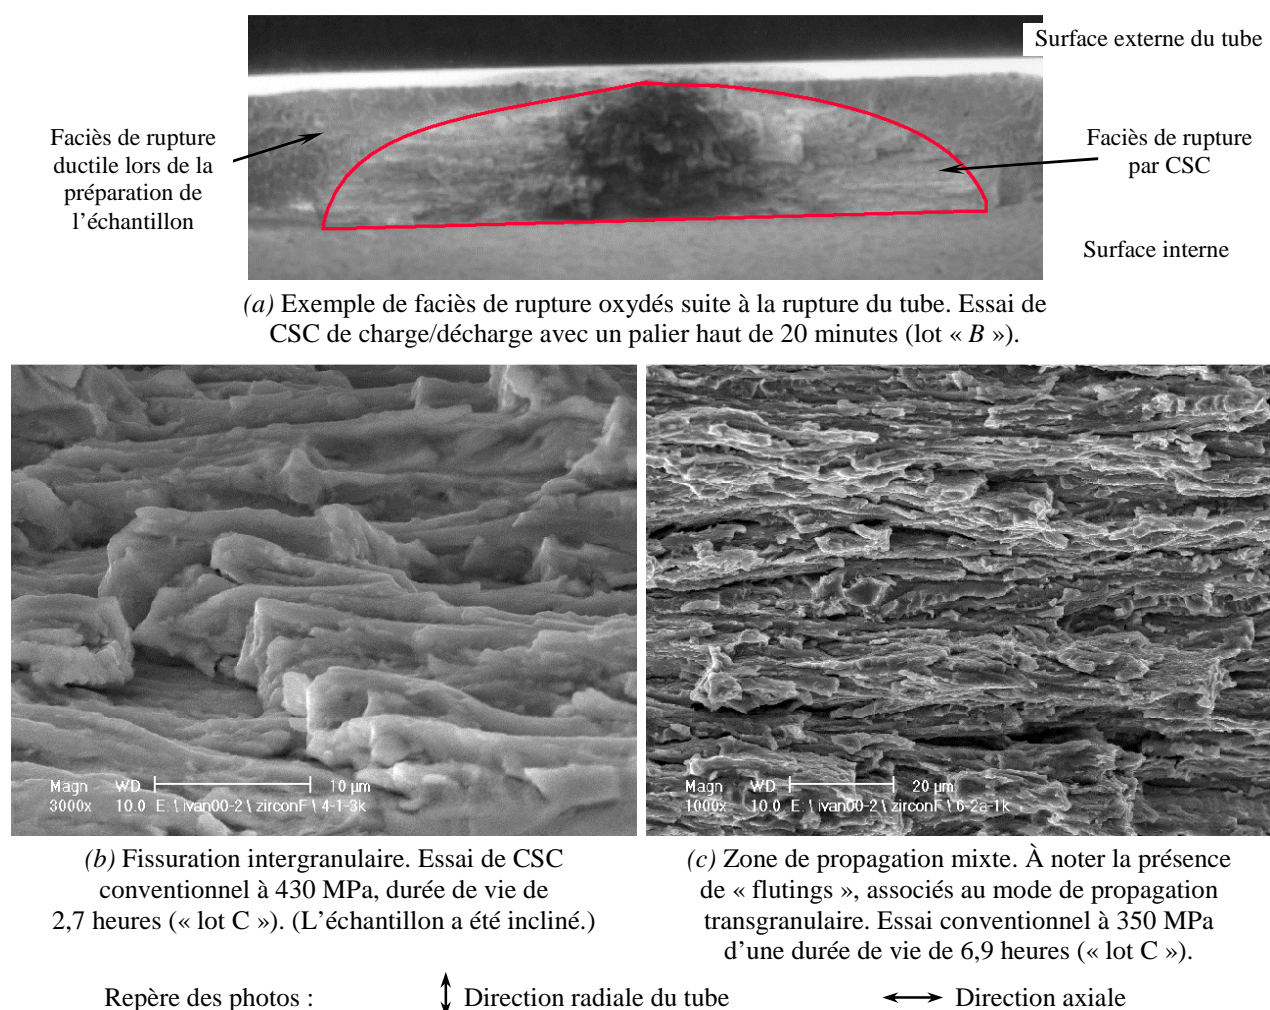 Surface externe du tube
Faciès de rupture
ductile lors de la
préparation de
l’échantillon
Faciès de rupture
par CSC
Surface interne
(a) Exemple de faciès de rupture oxydés suite à la rupture du tube. Essai de
CSC de charge/décharge avec un palier haut de 20 minutes (lot « B »).
Magn WD 10 µm
3000x 10.0 E:\ivan00-2\zirconF\4-1-3k
Magn WD 20 µm
1000x 10.0 E:\ivan00-2\zirconF\6-2a-1k
(b) Fissuration intergranulaire. Essai de CSC
conventionnel à 430 MPa, durée de vie de
2,7 heures (« lot C »). (L’échantillon a été incliné.)
(c) Zone de propagation mixte. À noter la présence
de « flutings », associés au mode de propagation
transgranulaire. Essai conventionnel à 350 MPa
d’une durée de vie de 6,9 heures (« lot C »).
Repère des photos : Direction radiale du tube Direction axiale